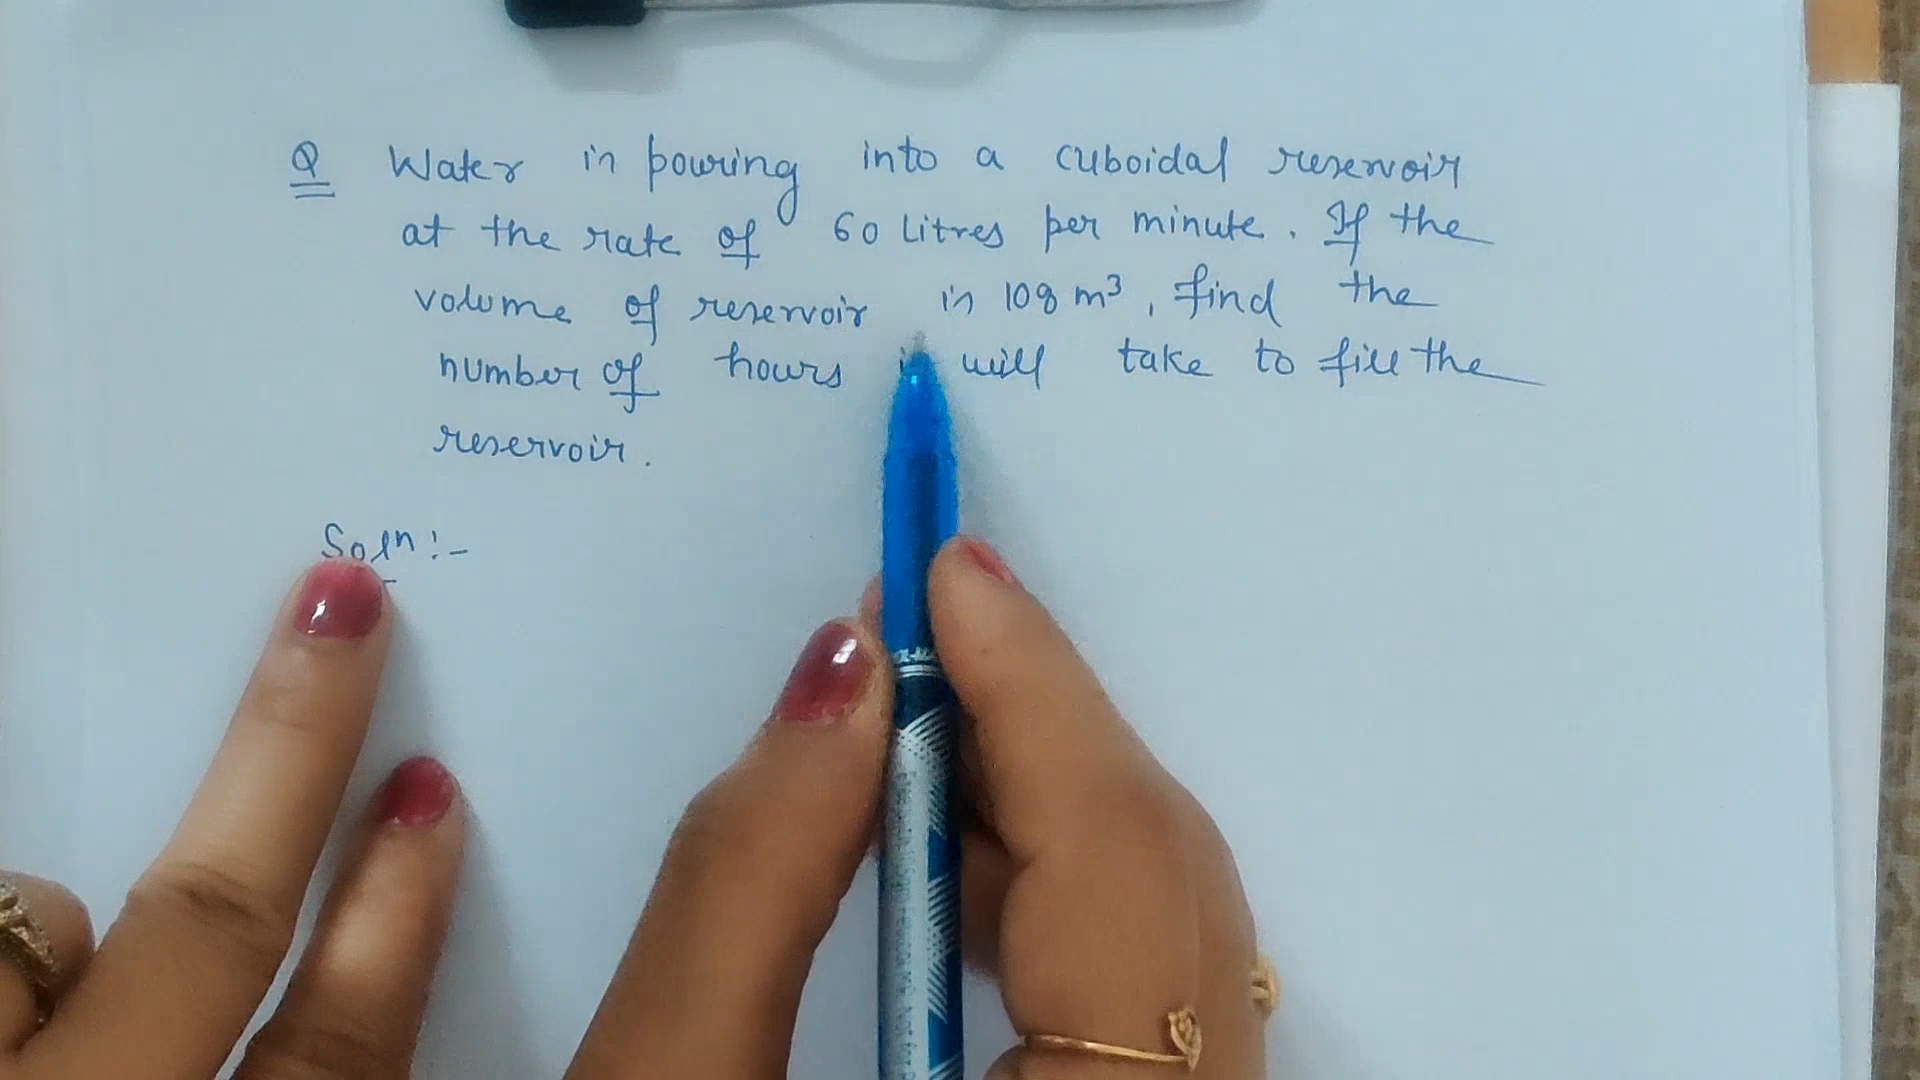 Q Water is pouring into a cuboidal reservoir
at the rate of 60 Litres per minute. If the
volume of reservoir is 108 m³, find the
number of hours will take to fill the
reservoir.
Soln :-